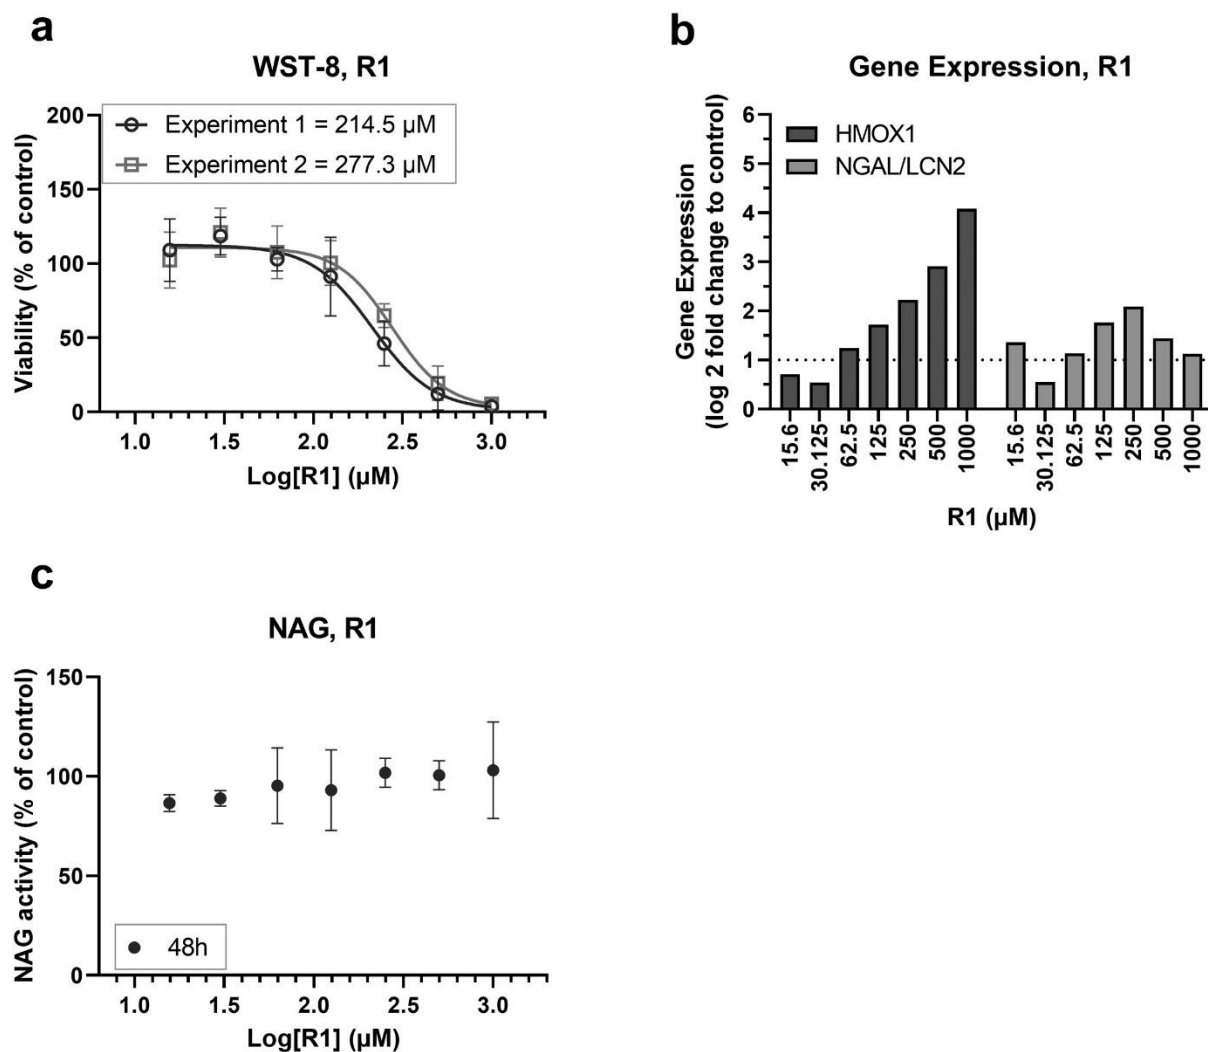 a
WST-8, R1
Viability (% of control)
200
150
100
50
0
Experiment 1 = 214.5 µM
Experiment 2 = 277.3 µM
1.0 1.5 2.0 2.5 3.0
Log[R1] (µM)
b
Gene Expression, R1
Gene Expression
(log 2 fold change to control)
6
5
4
3
2
1
0
HMOX1
NGAL/LCN2
15.6 30.125 62.5 125 250 500 1000 15.6 30.125 62.5 125 250 500 1000
R1 (µM)
c
NAG, R1
NAG activity (% of control)
150
100
50
0
48h
1.0 1.5 2.0 2.5 3.0
Log[R1] (µM)